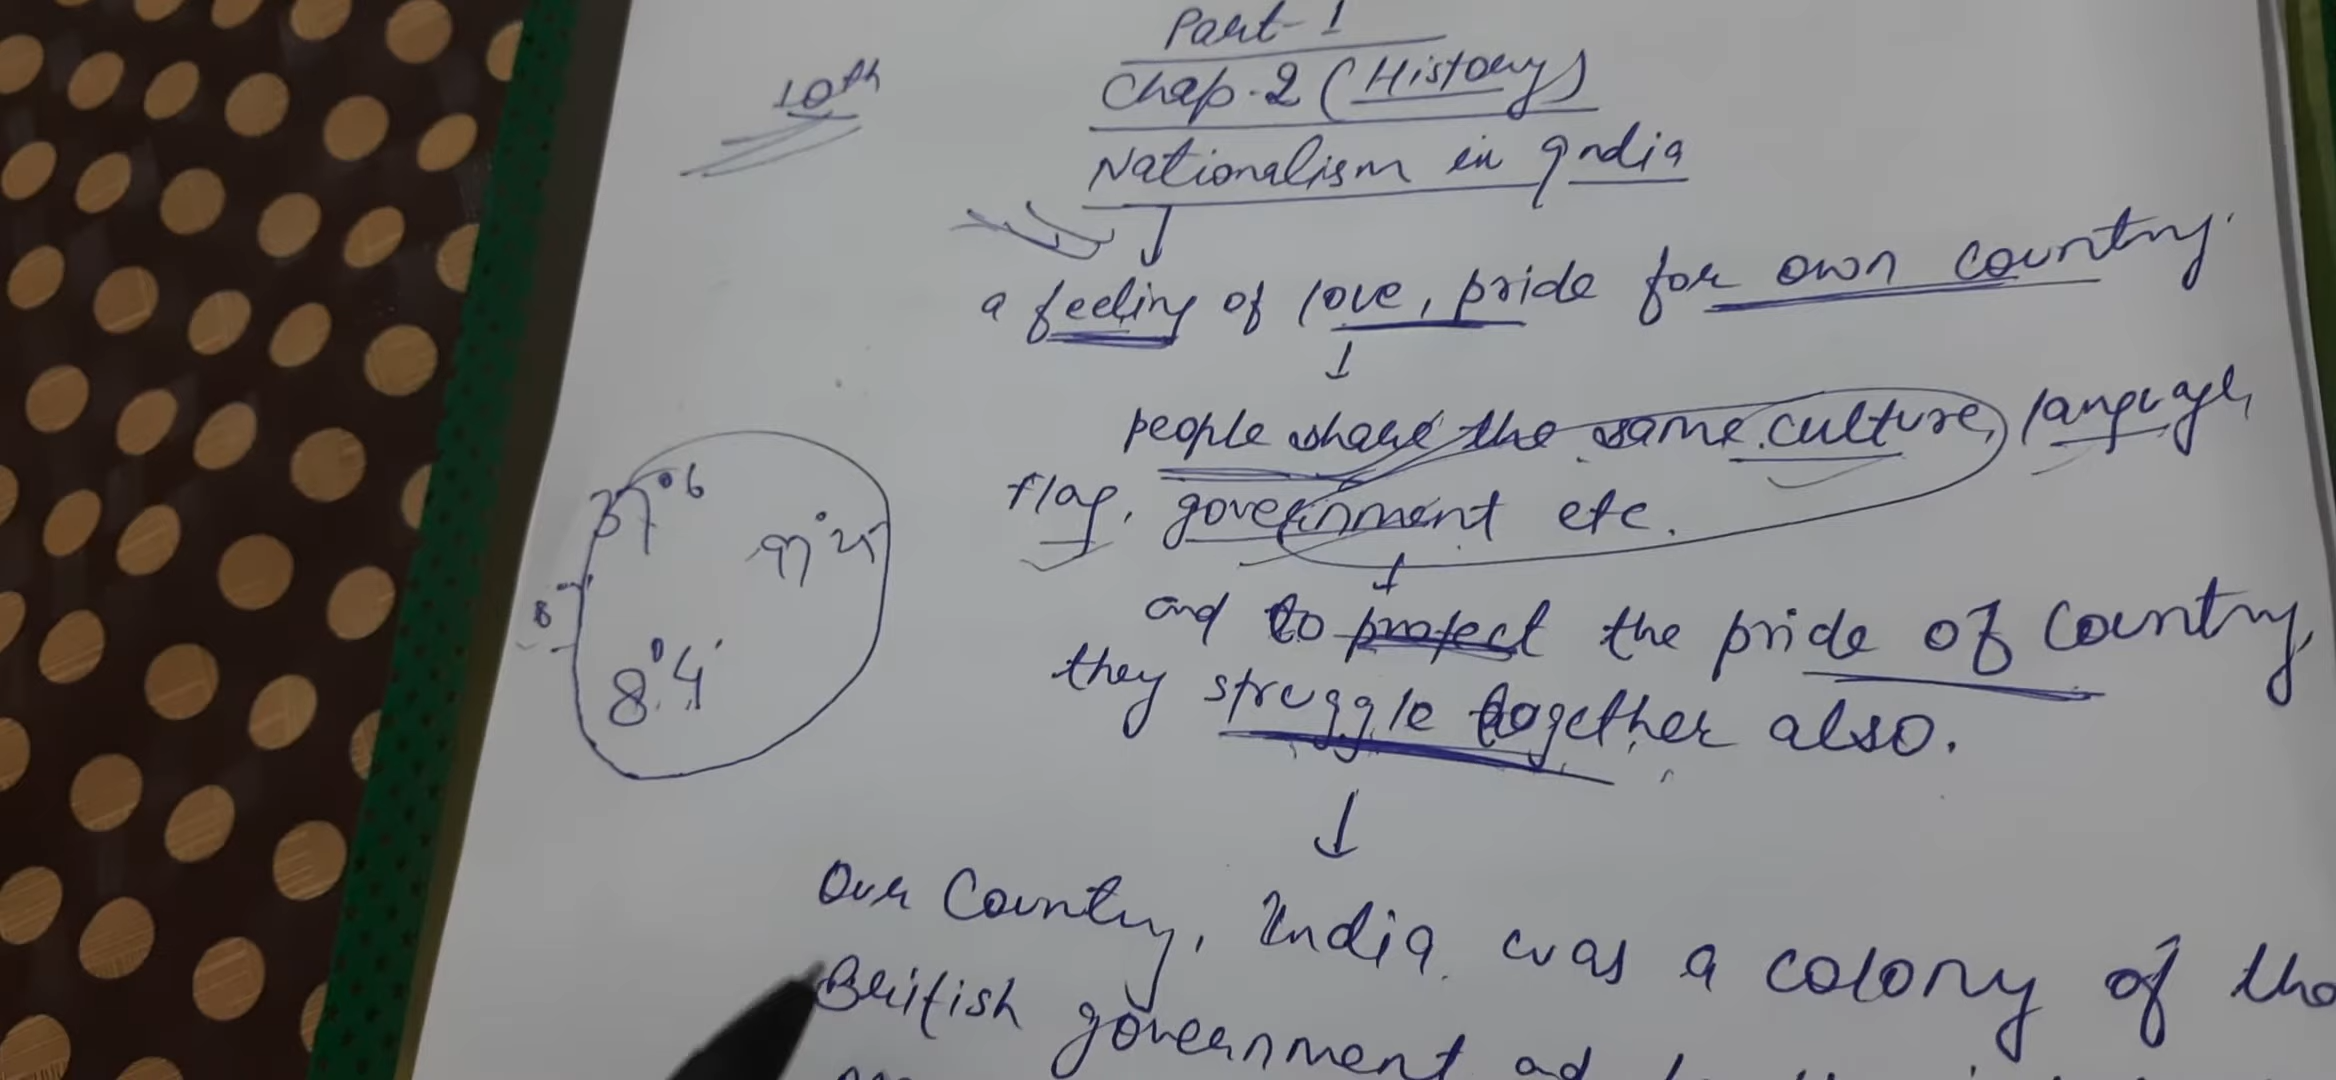 Part-1
10th
Chap-2 (History)
Nationalism in India
a feeling of love, pride for own country.
people share the same culture, language,
flag, government etc.
37°6
97°25
8
8°4'
and to protect the pride of Country,
they struggle together also.
Our Country, India was a colony of the
British government